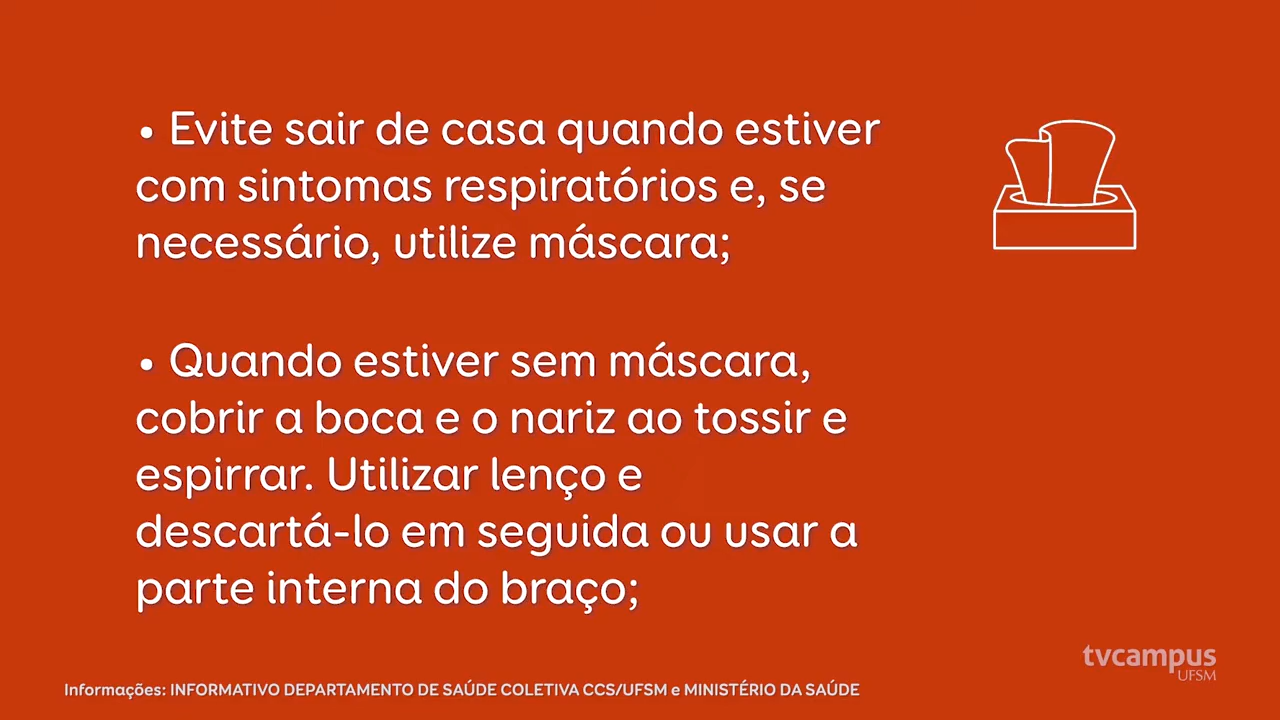 • Evite sair de casa quando estiver
com sintomas respiratórios e, se
necessário, utilize máscara;
• Quando estiver sem máscara,
cobrir a boca e o nariz ao tossir e
espirrar. Utilizar lenço e
descartá-lo em seguida ou usar a
parte interna do braço;
tvcampus
UFSM
Informações: INFORMATIVO DEPARTAMENTO DE SAÚDE COLETIVA CCS/UFSM e MINISTÉRIO DA SAÚDE